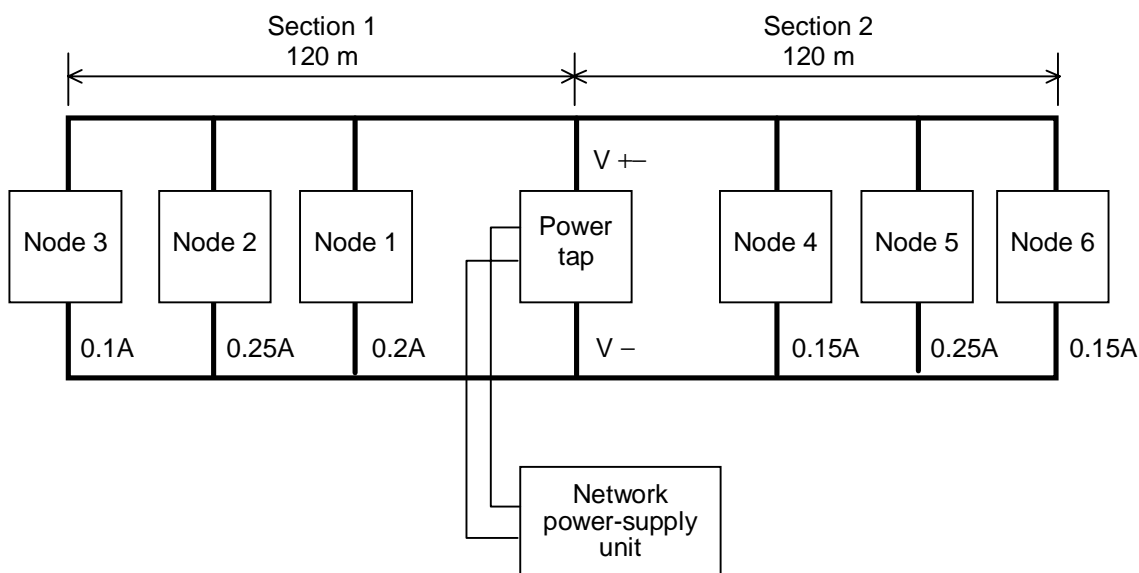 Section 1
120 m
Section 2
120 m
V +–
Node 3
Node 2
Node 1
Power
tap
Node 4
Node 5
Node 6
0.1A
0.25A
0.2A
V –
0.15A
0.25A
0.15A
Network
power-supply
unit